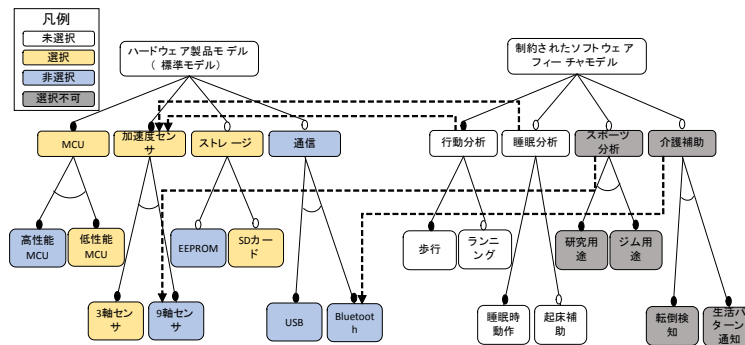 凡例
未選択
選択
非選択
選択不可
ハードウェア製品モデル
(標準モデル)
制約されたソフトウェア
フィーチャモデル
MCU
加速度セン
サ
ストレージ
通信
行動分析
睡眠分析
スポーツ
分析
介護補助
高性能
MCU
低性能
MCU
EEPROM
SDカー
ド
歩行
ランニ
ング
研究用途
ジム用
途
3軸セン
サ
9軸セン
サ
USB
Bluetoot
h
睡眠時
動作
起床補
助
転倒検
知
生活パ
ターン
通知